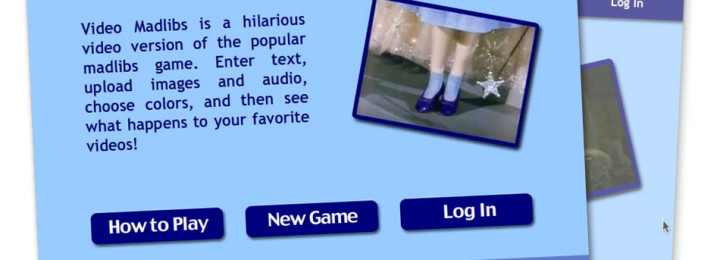 Log In
Video Madlibs is a hilarious
video version of the popular
madlibs game. Enter text,
upload images and audio,
choose colors, and then see
what happens to your favorite
videos!
How to Play
New Game
Log In